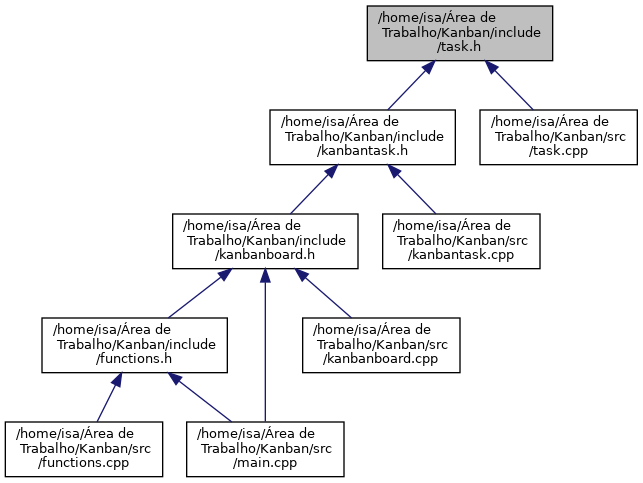 /home/isa/Área de
Trabalho/Kanban/include
/task.h
/home/isa/Área de
Trabalho/Kanban/include
/kanbantask.h
/home/isa/Área de
Trabalho/Kanban/src
/task.cpp
/home/isa/Área de
Trabalho/Kanban/include
/kanbanboard.h
/home/isa/Área de
Trabalho/Kanban/src
/kanbantask.cpp
/home/isa/Área de
Trabalho/Kanban/include
/functions.h
/home/isa/Área de
Trabalho/Kanban/src
/kanbanboard.cpp
/home/isa/Área de
Trabalho/Kanban/src
/functions.cpp
/home/isa/Área de
Trabalho/Kanban/src
/main.cpp